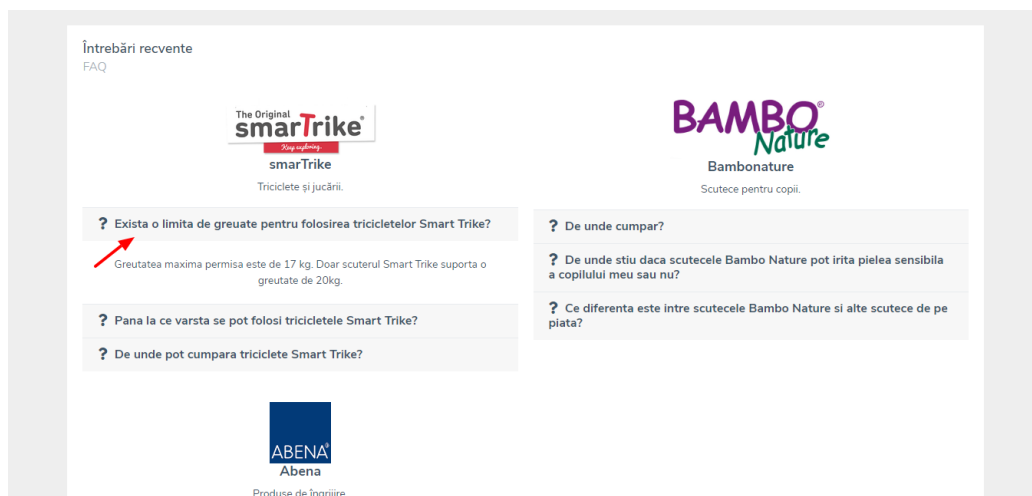 Întrebări recvente
FAQ
The Original
smarTrike®
Keep exploring.
smarTrike
Triciclete și jucării.
? Exista o limita de greuate pentru folosirea tricicletelor Smart Trike?
Greutatea maxima permisa este de 17 kg. Doar scuterul Smart Trike suporta o
greutate de 20kg.
? Pana la ce varsta se pot folosi tricicletele Smart Trike?
? De unde pot cumpara triciclete Smart Trike?
BAMBO®
Nature
Bambonature
Scutece pentru copii.
? De unde cumpar?
? De unde stiu daca scutecele Bambo Nature pot irita pielea sensibila
a copilului meu sau nu?
? Ce diferenta este intre scutecele Bambo Nature si alte scutece de pe
piata?
ABENA®
Abena
Produse de îngrijire